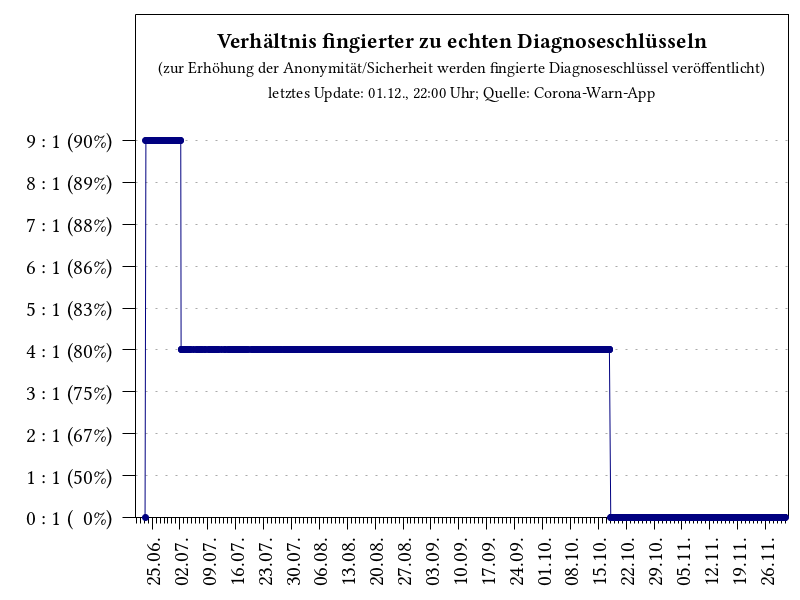 Verhältnis fingierter zu echten Diagnoseschlüsseln
(zur Erhöhung der Anonymität/Sicherheit werden fingierte Diagnoseschlüssel veröffentlicht)
letztes Update: 01.12., 22:00 Uhr; Quelle: Corona-Warn-App
9 : 1 (90%)
8 : 1 (89%)
7 : 1 (88%)
6 : 1 (86%)
5 : 1 (83%)
4 : 1 (80%)
3 : 1 (75%)
2 : 1 (67%)
1 : 1 (50%)
0 : 1 ( 0%)
25.06.
02.07.
09.07.
16.07.
23.07.
30.07.
06.08.
13.08.
20.08.
27.08.
03.09.
10.09.
17.09.
24.09.
01.10.
08.10.
15.10.
22.10.
29.10.
05.11.
12.11.
19.11.
26.11.